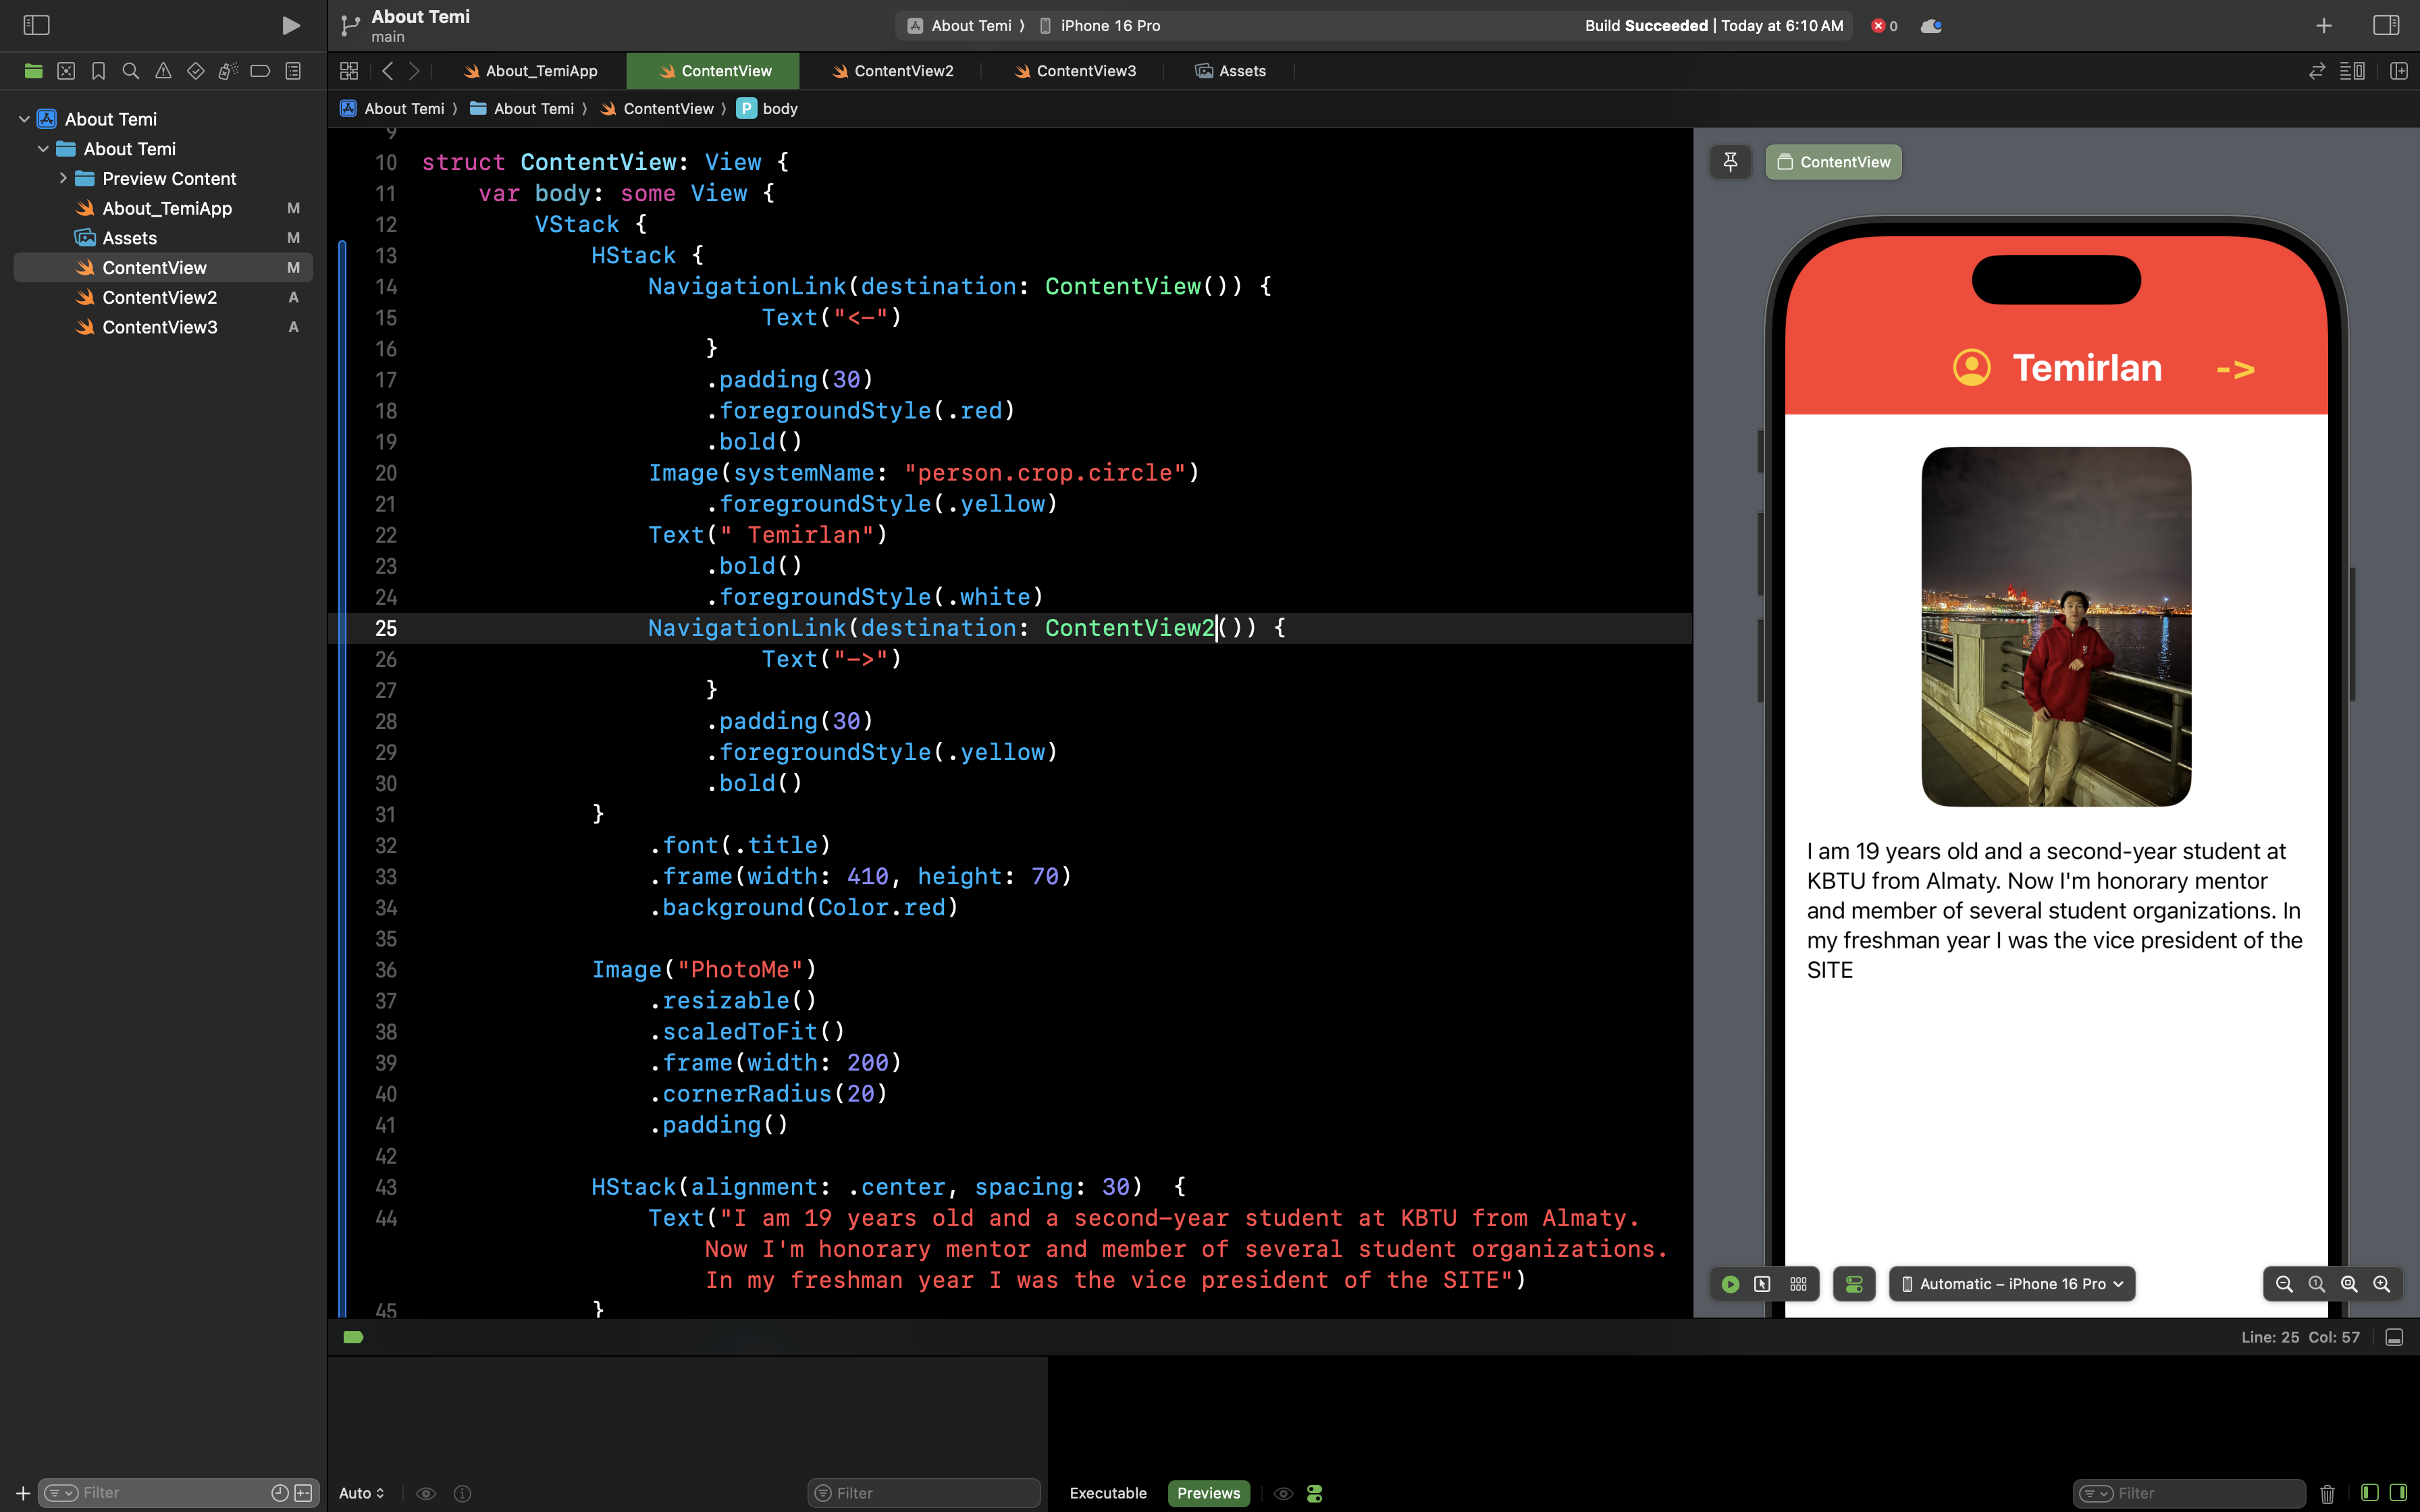 About Temi
main
About Temi 〉 iPhone 16 Pro
Build Succeeded | Today at 6:10 AM
0
About_TemiApp
ContentView
ContentView2
ContentView3
Assets
About Temi 〉 About Temi 〉 ContentView 〉 P body
About Temi
About Temi
Preview Content
About_TemiApp M
Assets M
ContentView M
ContentView2 A
ContentView3 A
9
10 struct ContentView: View {
11 var body: some View {
12 VStack {
13 HStack {
14 NavigationLink(destination: ContentView()) {
15 Text("<-")
16 }
17 .padding(30)
18 .foregroundStyle(.red)
19 .bold()
20 Image(systemName: "person.crop.circle")
21 .foregroundStyle(.yellow)
22 Text(" Temirlan")
23 .bold()
24 .foregroundStyle(.white)
25 NavigationLink(destination: ContentView2()) {
26 Text("->")
27 }
28 .padding(30)
29 .foregroundStyle(.yellow)
30 .bold()
31 }
32 .font(.title)
33 .frame(width: 410, height: 70)
34 .background(Color.red)
35
36 Image("PhotoMe")
37 .resizable()
38 .scaledToFit()
39 .frame(width: 200)
40 .cornerRadius(20)
41 .padding()
42
43 HStack(alignment: .center, spacing: 30)  {
44 Text("I am 19 years old and a second-year student at KBTU from Almaty.
Now I'm honorary mentor and member of several student organizations.
In my freshman year I was the vice president of the SITE")
45 }
ContentView
Temirlan ->
I am 19 years old and a second-year student at
KBTU from Almaty. Now I'm honorary mentor
and member of several student organizations. In
my freshman year I was the vice president of the
SITE
Automatic – iPhone 16 Pro
Line: 25 Col: 57
Filter
Auto
Filter
Executable
Previews
Filter